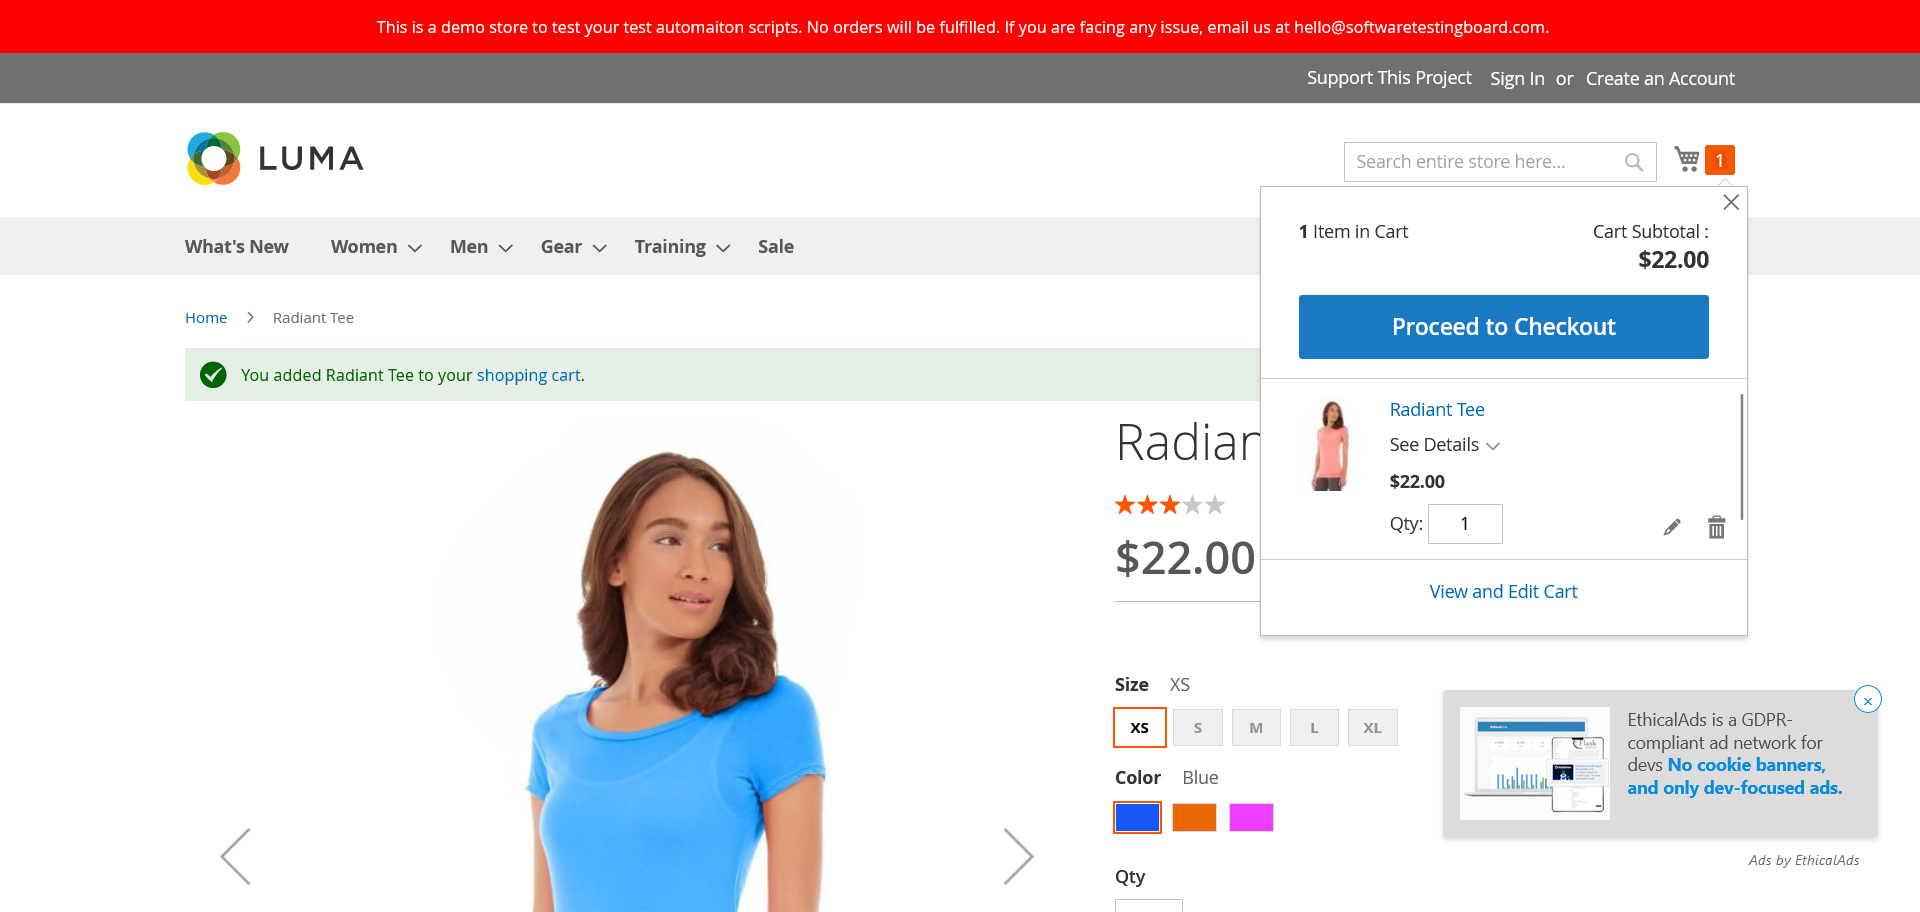 This is a demo store to test your test automaiton scripts. No orders will be fulfilled. If you are facing any issue, email us at hello@softwaretestingboard.com.
Support This Project Sign In or Create an Account
LUMA
Search entire store here...
1
What's New Women Men Gear Training Sale
1 Item in Cart Cart Subtotal :
$22.00
Proceed to Checkout
Radiant Tee
See Details
$22.00
Qty: 1
View and Edit Cart
Home Radiant Tee
You added Radiant Tee to your shopping cart.
Radian
$22.00
Size XS
XS S M L XL
Color Blue
Qty
EthicalAds is a GDPR-
compliant ad network for
devs No cookie banners,
and only dev-focused ads.
Ads by EthicalAds